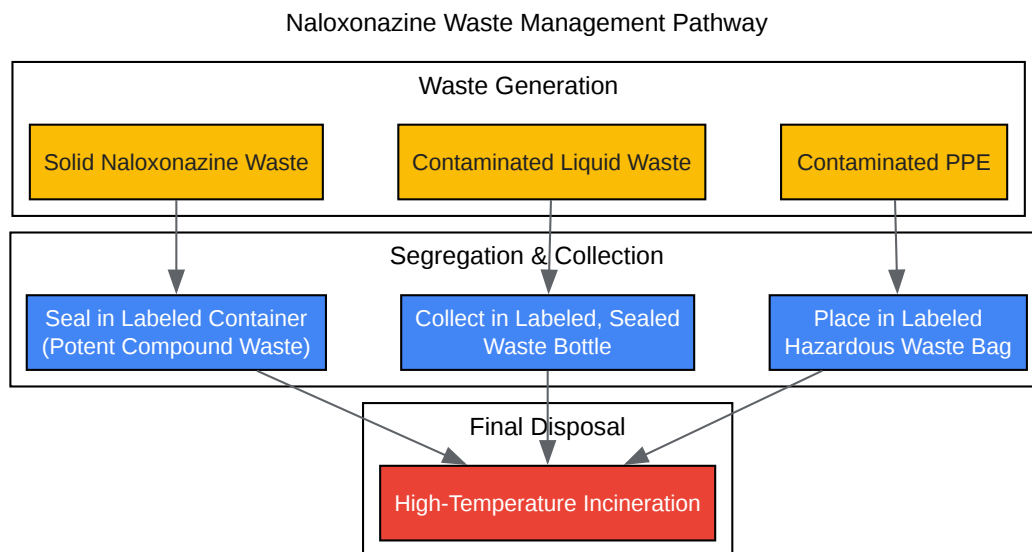 Naloxonazine Waste Management Pathway
Waste Generation
Solid Naloxonazine Waste
Contaminated Liquid Waste
Contaminated PPE
Segregation & Collection
Seal in Labeled Container
(Potent Compound Waste)
Collect in Labeled, Sealed
Waste Bottle
Place in Labeled
Hazardous Waste Bag
Final Disposal
High-Temperature Incineration